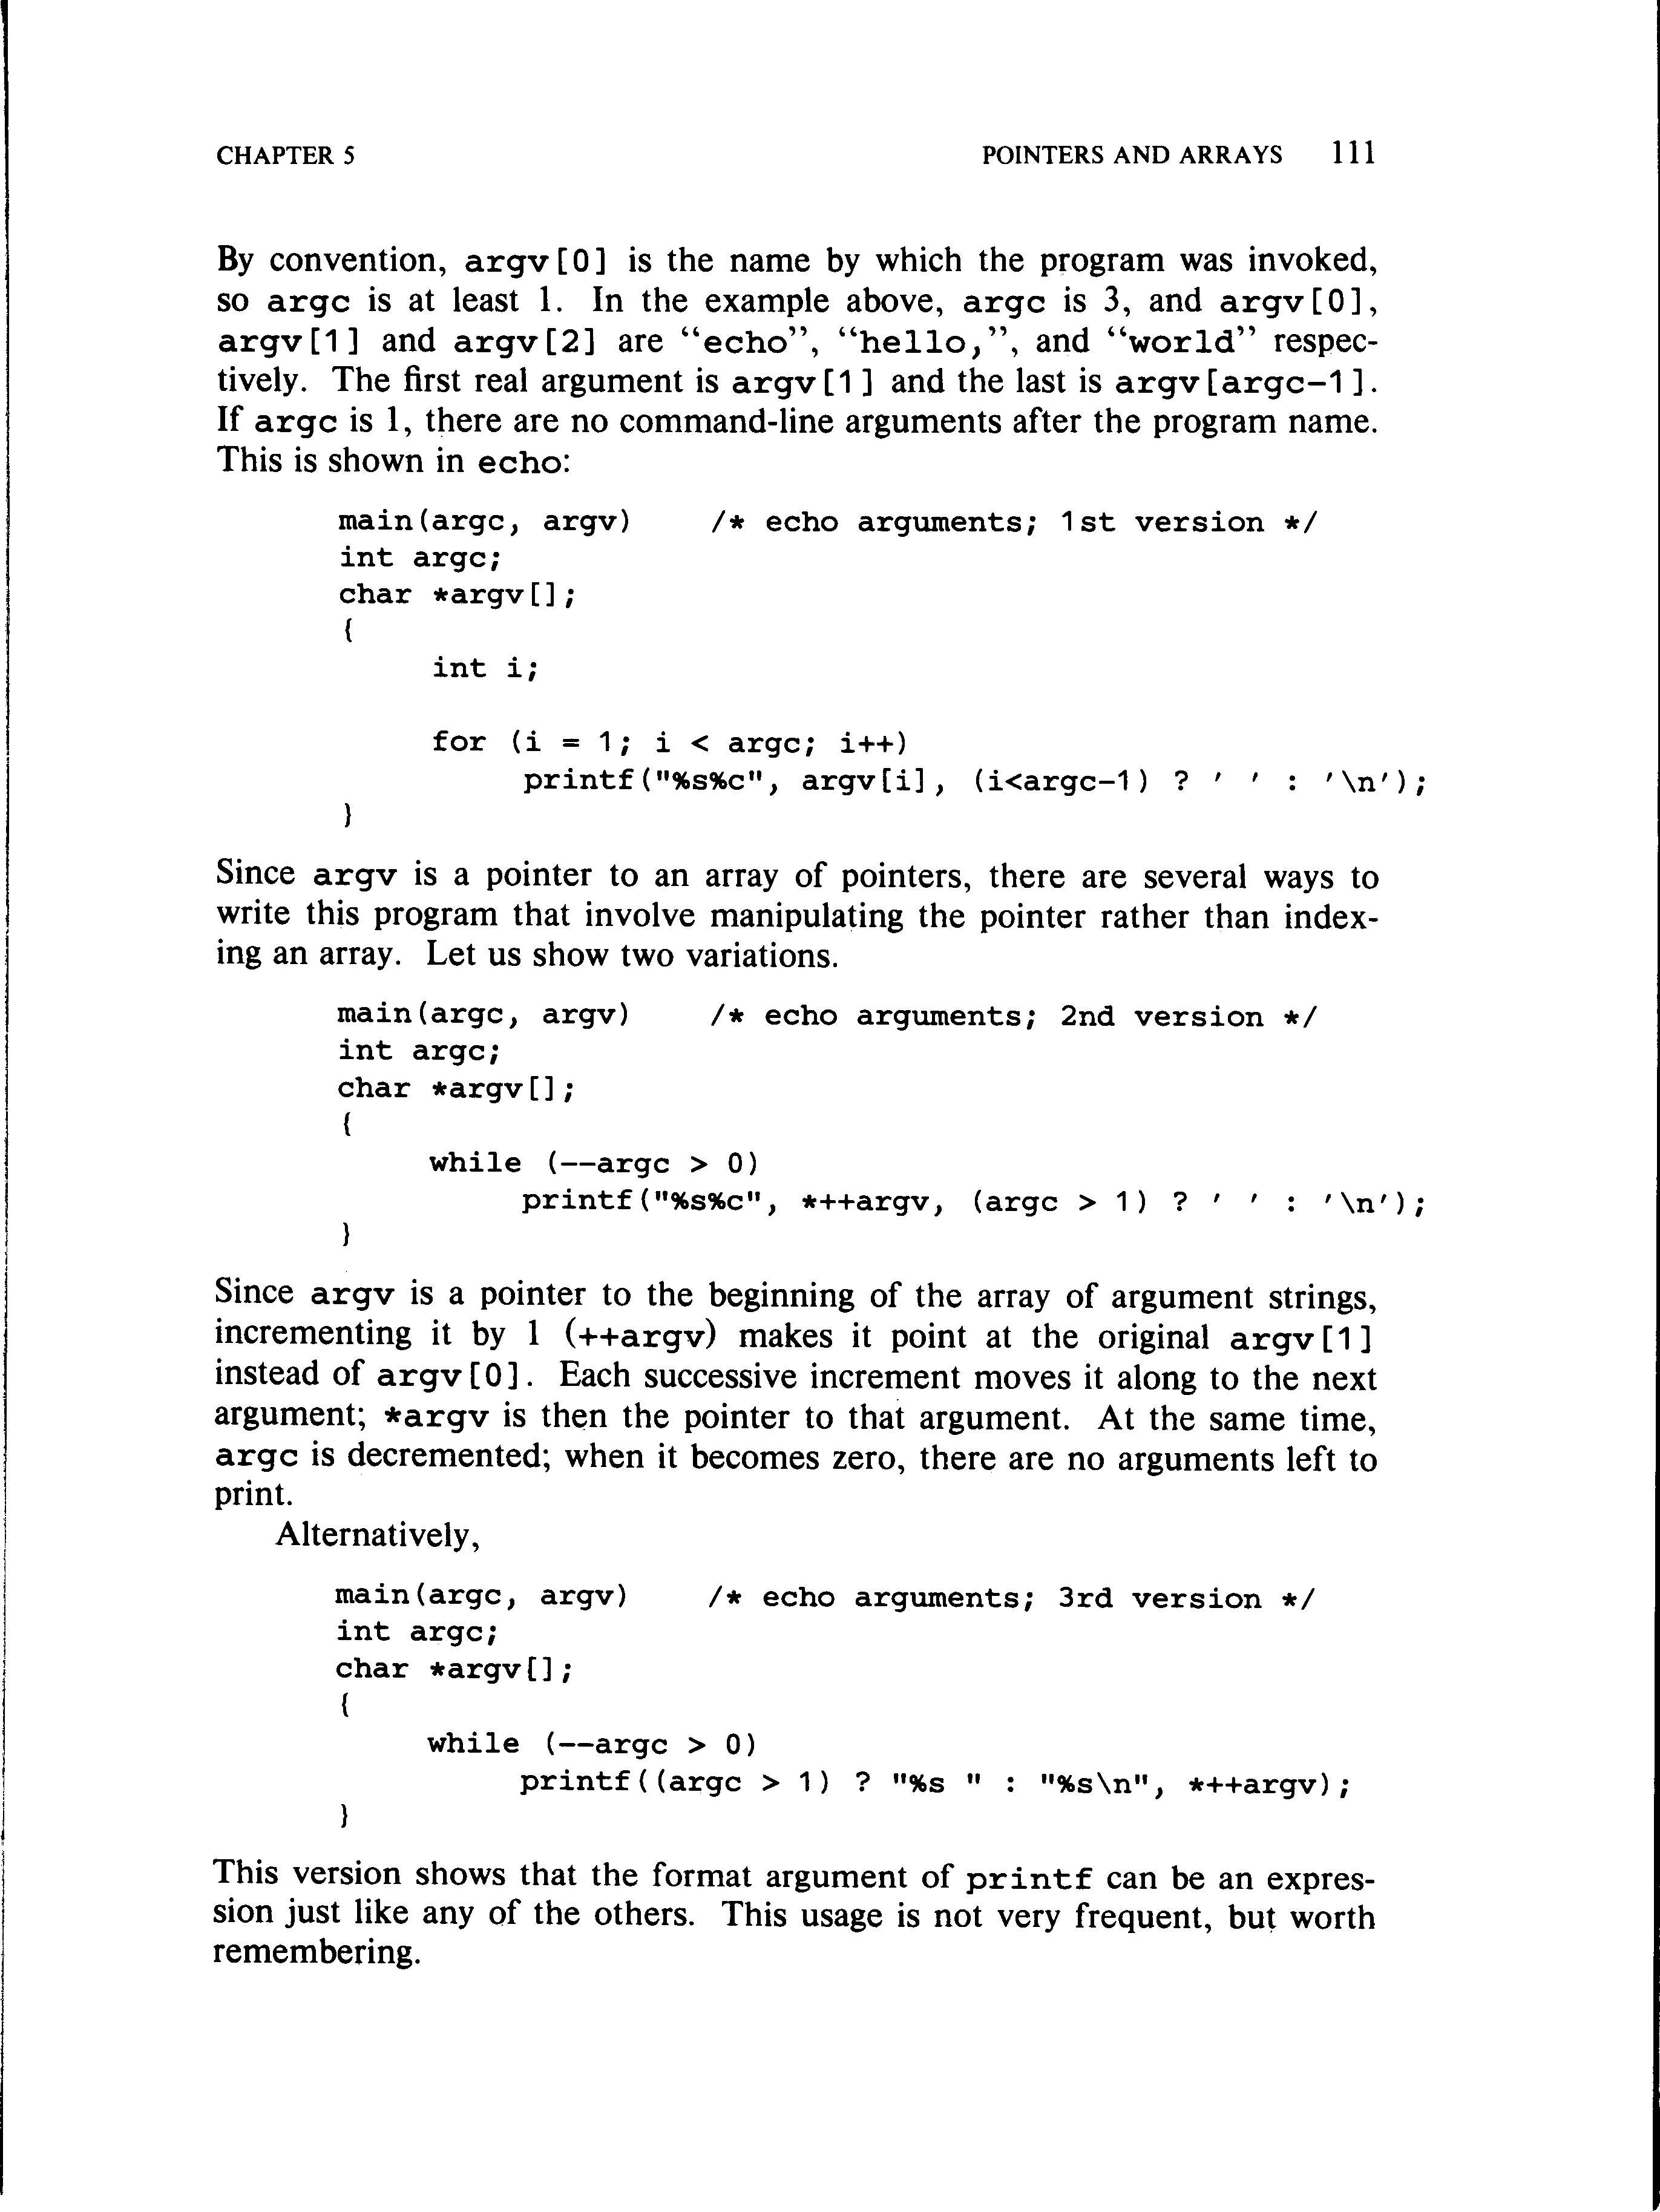 CHAPTER 5 POINTERS AND ARRAYS 111
By convention, argv[0] is the name by which the program was invoked,
so argc is at least 1. In the example above, argc is 3, and argv[0],
argv[1] and argv[2] are “echo”, “hello,”, and “world” respec-
tively. The first real argument is argv[1] and the last is argv[argc-1].
If argc is 1, there are no command-line arguments after the program name.
This is shown in echo:
main(argc, argv) /* echo arguments; 1st version */
int argc;
char *argv[];
{
int i;
for (i = 1; i < argc; i++)
printf("%s%c", argv[i], (i<argc-1) ? ' ' : '\n');
}
Since argv is a pointer to an array of pointers, there are several ways to
write this program that involve manipulating the pointer rather than index-
ing an array. Let us show two variations.
main(argc, argv) /* echo arguments; 2nd version */
int argc;
char *argv[];
{
while (--argc > 0)
printf("%s%c", *++argv, (argc > 1) ? ' ' : '\n');
}
Since argv is a pointer to the beginning of the array of argument strings,
incrementing it by 1 (++argv) makes it point at the original argv[1]
instead of argv[0]. Each successive increment moves it along to the next
argument; *argv is then the pointer to that argument. At the same time,
argc is decremented; when it becomes zero, there are no arguments left to
print.
Alternatively,
main(argc, argv) /* echo arguments; 3rd version */
int argc;
char *argv[];
{
while (--argc > 0)
printf((argc > 1) ? "%s " : "%s\n", *++argv);
}
This version shows that the format argument of printf can be an expres-
sion just like any of the others. This usage is not very frequent, but worth
remembering.